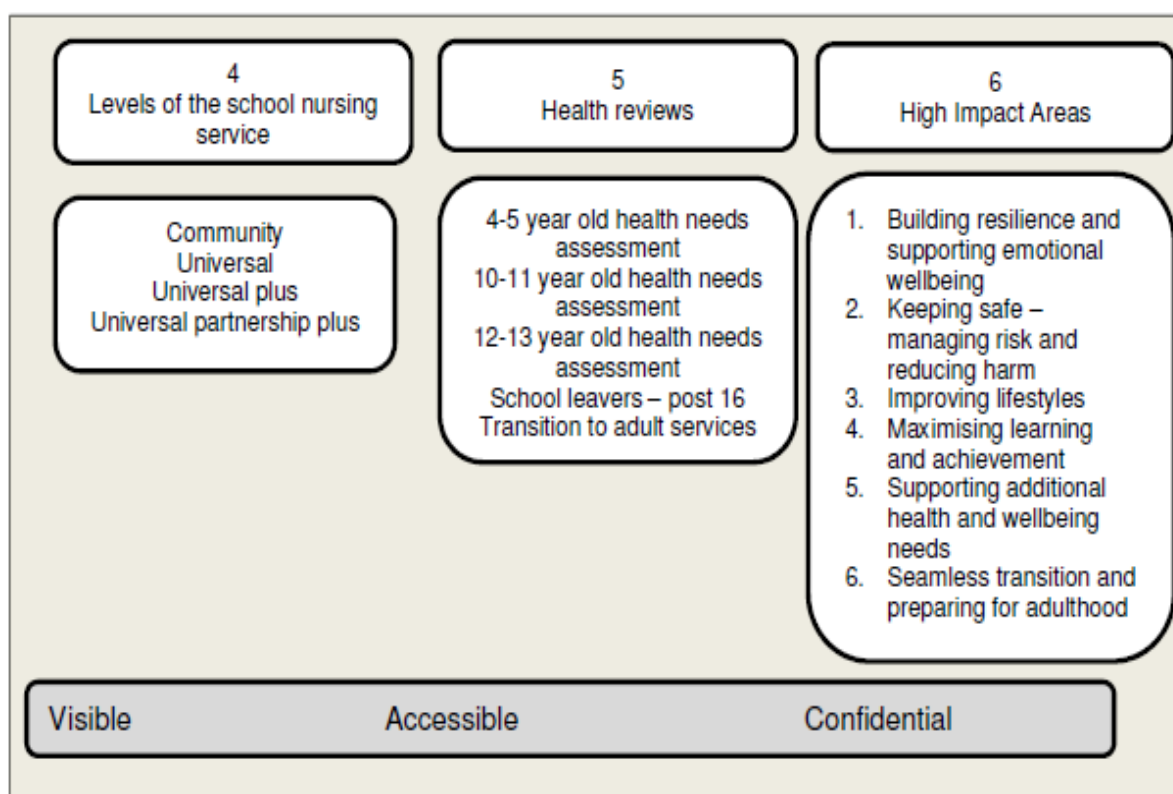 4
Levels of the school nursing
service
5
Health reviews
6
High Impact Areas
Community
Universal
Universal plus
Universal partnership plus
4-5 year old health needs
assessment
10-11 year old health needs
assessment
12-13 year old health needs
assessment
School leavers – post 16
Transition to adult services
1. Building resilience and
supporting emotional
wellbeing
2. Keeping safe –
managing risk and
reducing harm
3. Improving lifestyles
4. Maximising learning
and achievement
5. Supporting additional
health and wellbeing
needs
6. Seamless transition and
preparing for adulthood
Visible Accessible Confidential